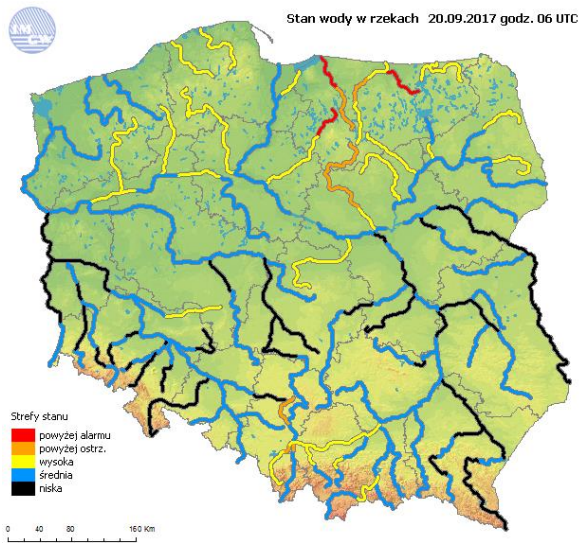 Stan wody w rzekach 20.09.2017 godz. 06 UTC
Strefy stanu
powyżej alarmu
powyżej ostrz.
wysoka
średnia
niska
0 40 80 160 Km